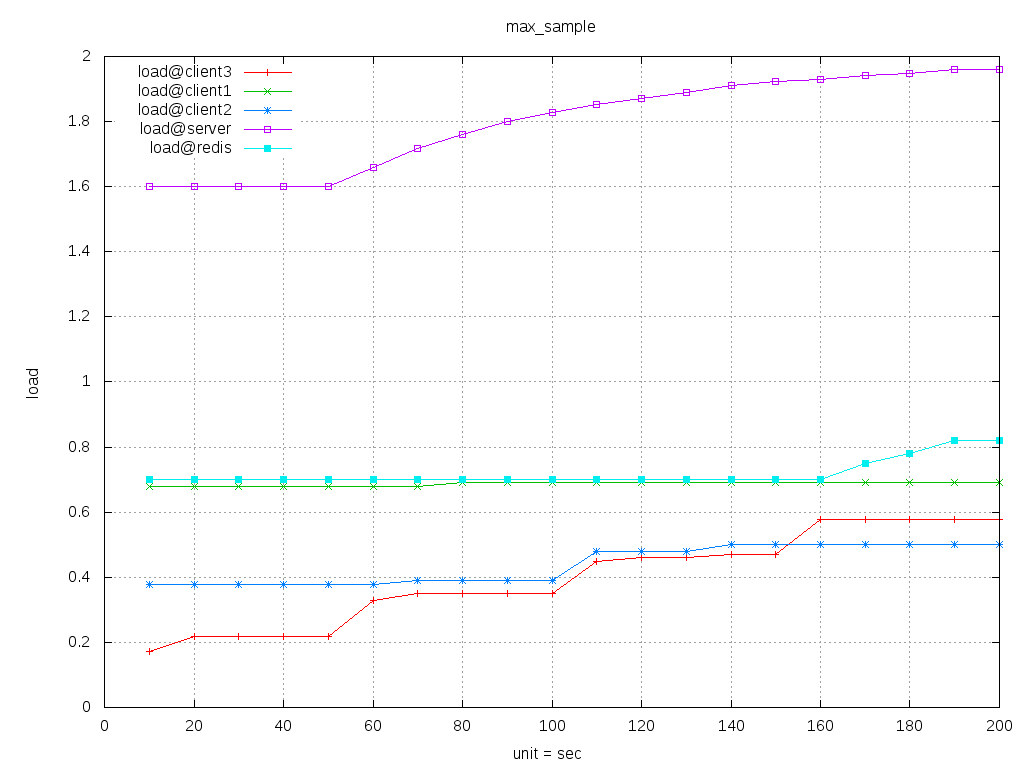 max_sample
2
load@client3
load@client1
load@client2
load@server
load@redis
1.8
1.6
1.4
1.2
1
0.8
0.6
0.4
0.2
0
load
0 20 40 60 80 100 120 140 160 180 200
unit = sec